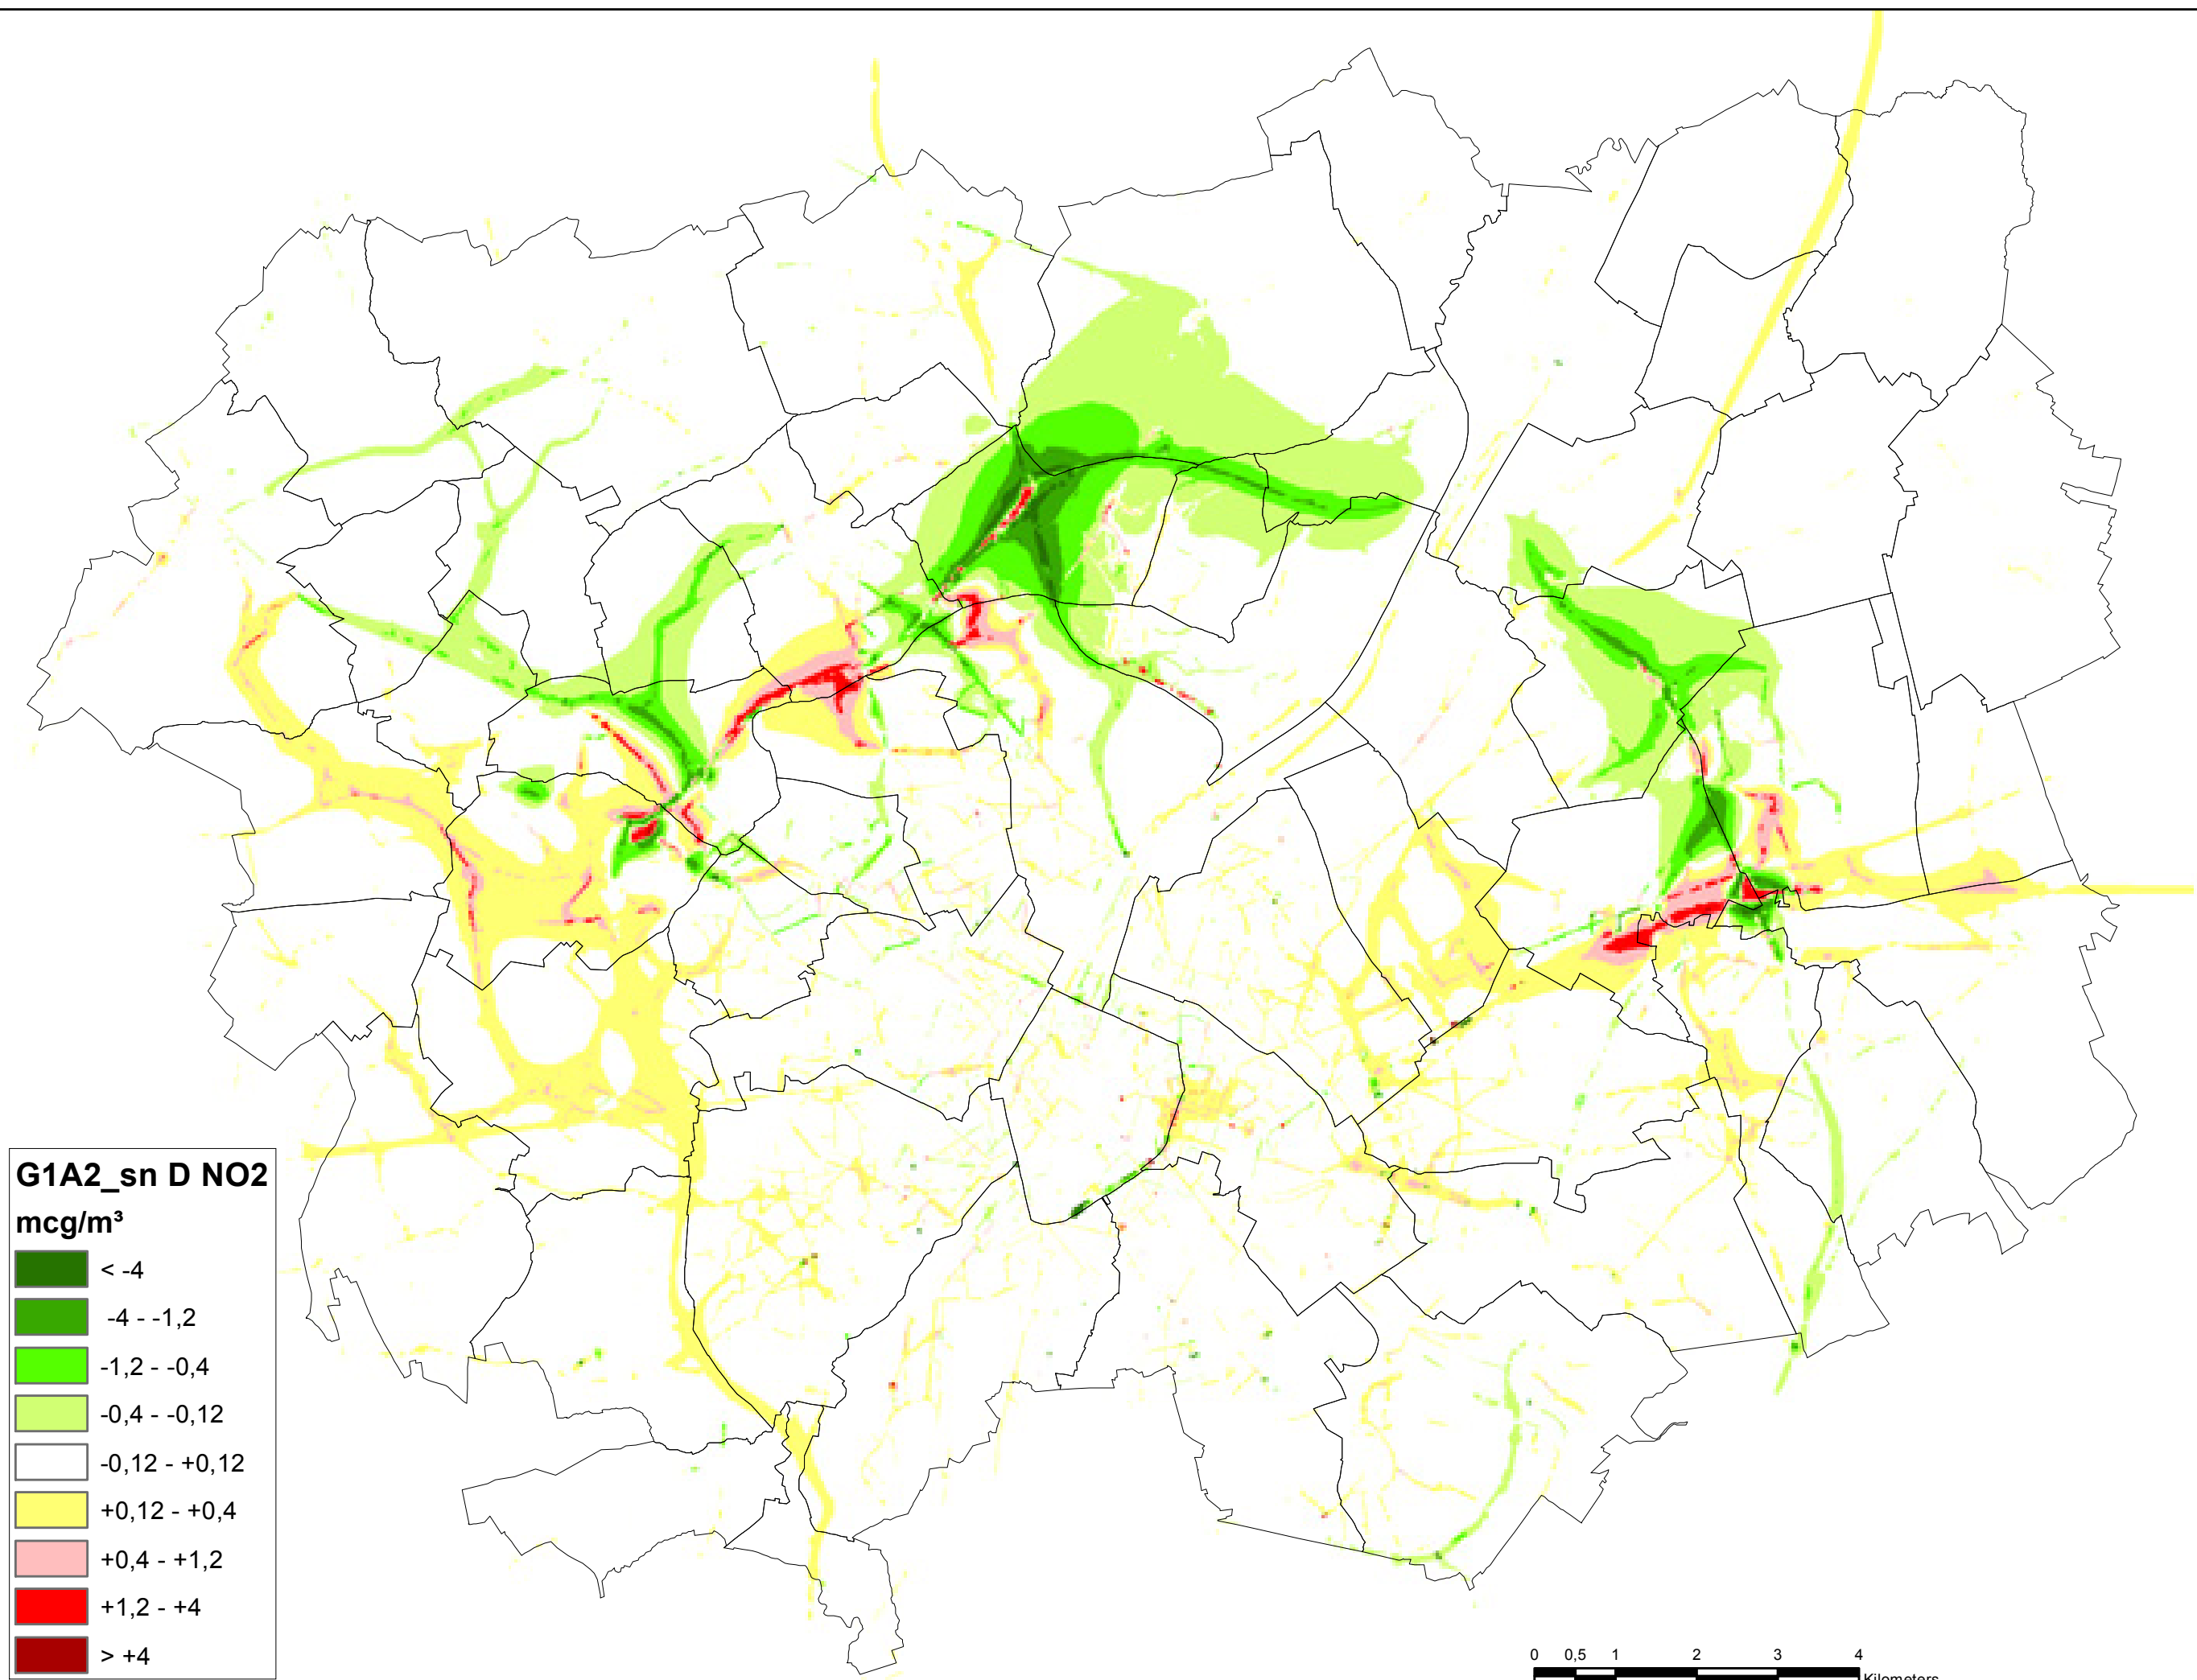 G1A2_sn D NO2
mcg/m³
< -4
-4 - -1,2
-1,2 - -0,4
-0,4 - -0,12
-0,12 - +0,12
+0,12 - +0,4
+0,4 - +1,2
+1,2 - +4
> +4
0 0,5 1 2 3 4
Kilometers